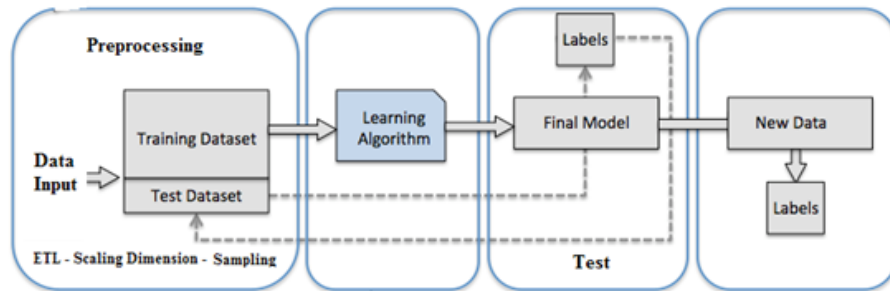 Preprocessing
Labels
Training Dataset
Learning
Algorithm
Final Model
New Data
Data
Input
Test Dataset
Labels
ETL - Scaling Dimension - Sampling
Test